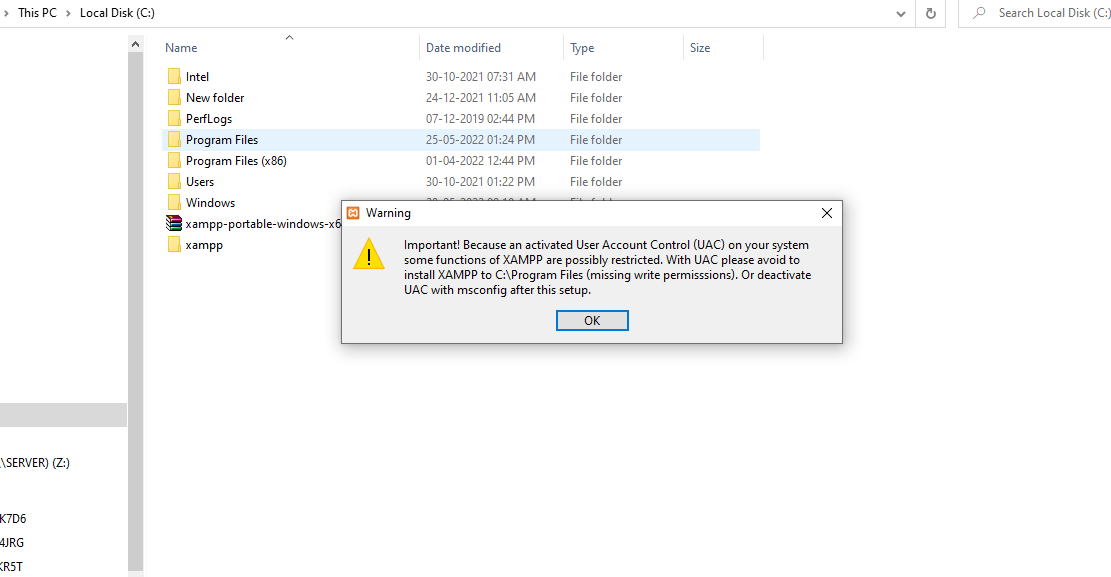 This PC > Local Disk (C:)
Search Local Disk (C:)
Name Date modified Type Size
Intel 30-10-2021 07:31 AM File folder
New folder 24-12-2021 11:05 AM File folder
PerfLogs 07-12-2019 02:44 PM File folder
Program Files 25-05-2022 01:24 PM File folder
Program Files (x86) 01-04-2022 12:44 PM File folder
Users 30-10-2021 01:22 PM File folder
Windows
xampp-portable-windows-x6
xampp
Warning
Important! Because an activated User Account Control (UAC) on your system
some functions of XAMPP are possibly restricted. With UAC please avoid to
install XAMPP to C:\Program Files (missing write permisssions). Or deactivate
UAC with msconfig after this setup.
OK
\SERVER) (Z:)
K7D6
4JRG
KR5T